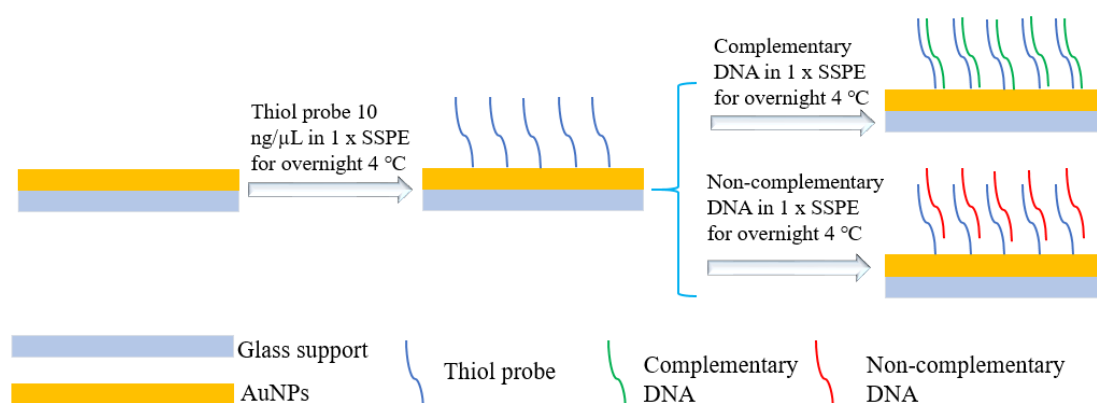 Thiol probe 10
ng/µL in 1 x SSPE
for overnight 4 ℃
Complementary
DNA in 1 x SSPE
for overnight 4 ℃
Non-complementary
DNA in 1 x SSPE
for overnight 4 ℃
Glass support
AuNPs
Thiol probe
Complementary
DNA
Non-complementary
DNA